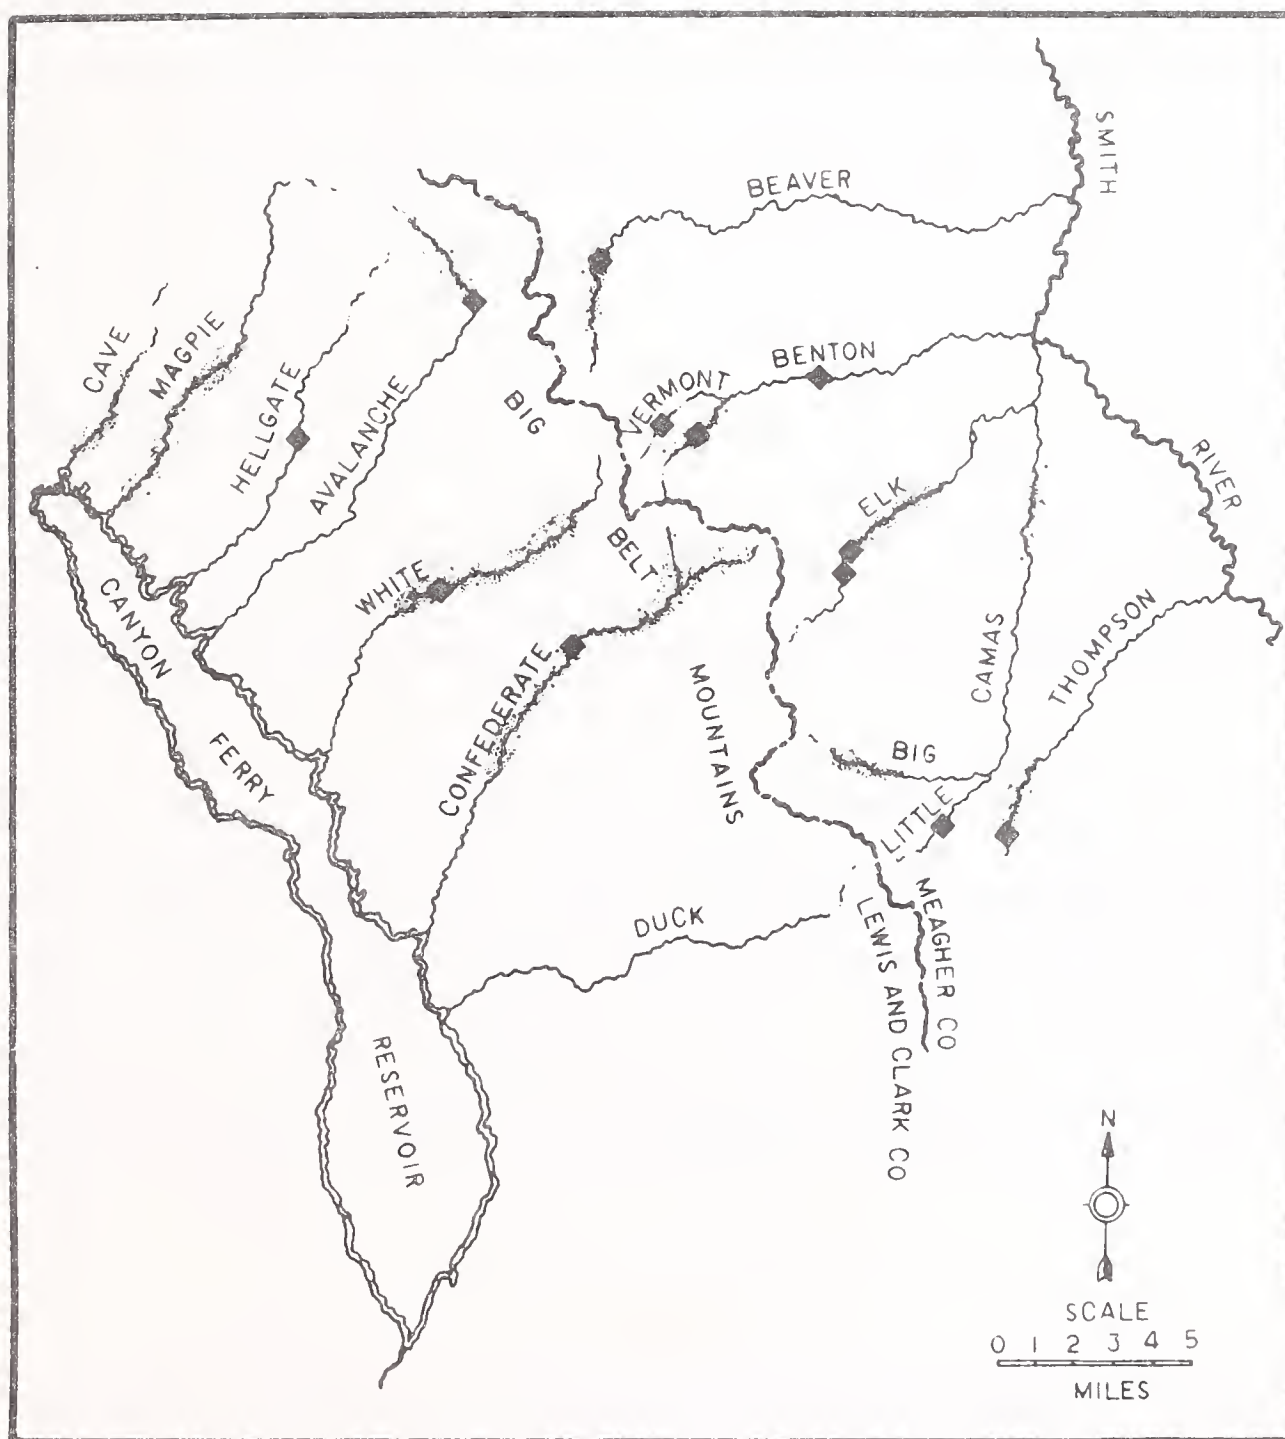 SMITH
BEAVER
CAVE
MAGPIE
HELLGATE
AVALANCHE
BIG
VERMONT
BENTON
RIVER
ELK
WHITE
BELT
CANYON
CONFEDERATE
MOUNTAINS
CAMAS
THOMPSON
FERRY
BIG
LITTLE
DUCK
MEAGHER CO
LEWIS AND CLARK CO
RESERVOIR
N
SCALE
0 1 2 3 4 5
MILES